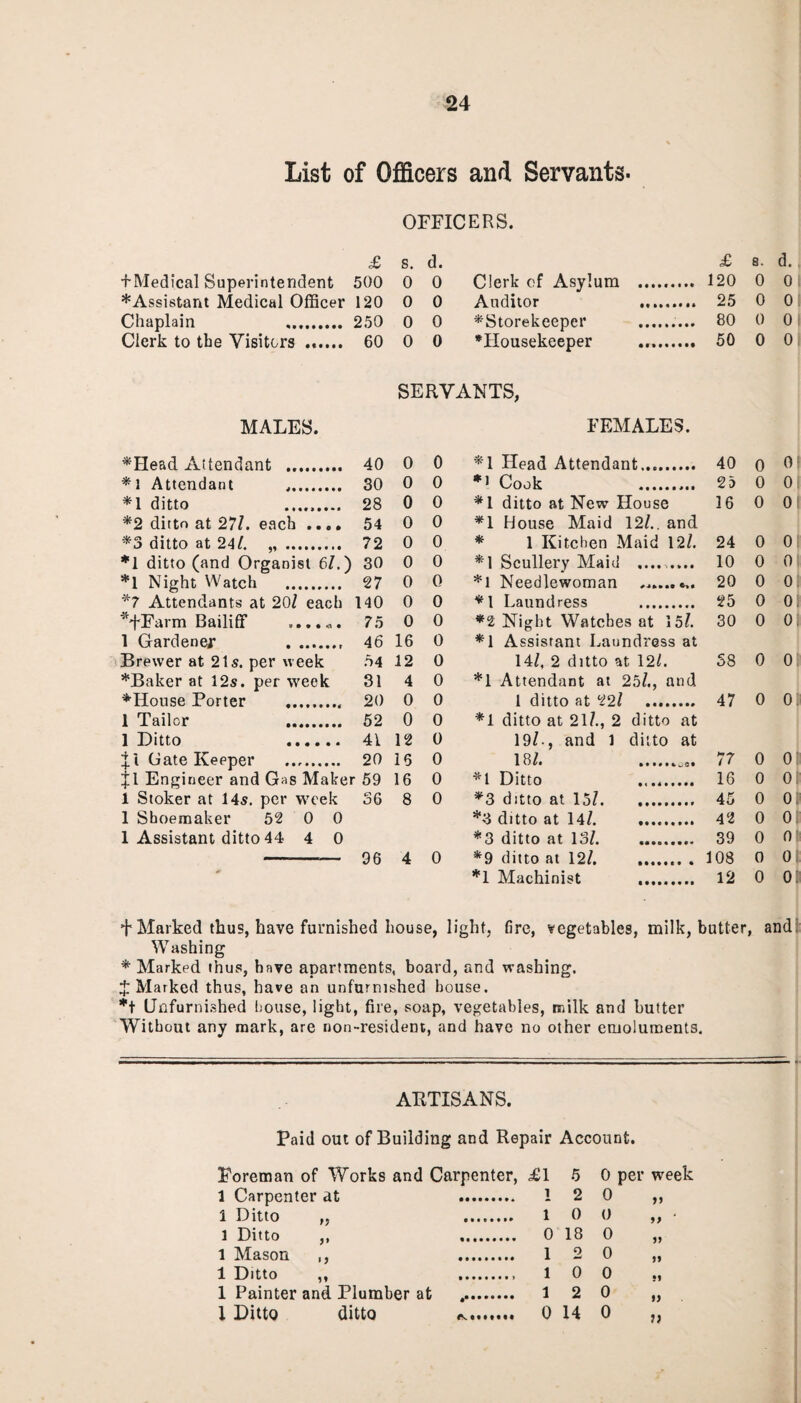 24
List of Officers and Servants.
OFFICERS.
£ s. d.
+Medical Superintendent 500 0 0
*Assistant Medical Officer 120 0 0
Chaplain .......... 250 0 0
Clerk to the Visitors ...... 60 0 0
£ s. d.
Clerk of Asylum .......... 120 0 0
Auditor .......... 25 0 0
*Storekeeper .......... 80 0 0
*Housekeeper .......... 50 0 0
SERVANTS,
MALES.
*Head Attendant .......... 40 0 0
*1 Attendant .......... 30 0 0
*1 ditto .......... 28 0 0
*2 ditto at 27l. each .... 54 0 0
*3 ditto at 24l. „ .......... 72 0 0
*1 ditto (and Organist 6l.) 30 0 0
*1 Night Watch .......... 27 0 0
*7 Attendants at 20l each 140 0 0
*+Farm Bailiff ....... 75 0 0
1 Gardener ........ 46 16 0
Brewer at 21s. per week 54 12 0
*Baker at 12s. per week 31 4 0
*House Porter .......... 20 0 0
1 Tailor .......... 52 0 0
1 Ditto ...... 41 12 0
‡1 Gate Keeper .......... 20 16 0
‡1 Engineer and Gas Maker 59 16 0
1 Stoker at 14s. per week 36 8 0
1 Shoemaker 52 0 0
1 Assistant ditto 44 4 0
96 4 0
FEMALES.
*1 Head Attendant.......... 40 0 0
*1 Cook .......... 25 0 0
*1 ditto at New House 16 0 0
*1 House Maid 12l. and
* 1 Kitchen Maid 12l. 24 0 0
*1 Scullery Maid .......... 10 0 0
*1 Needlewoman .......... 20 0 0
*1 Laundress .......... 25 0 0
*2 Night Watches at 15l. 30 0 0
*1 Assistant Laundress at
14l, 2 ditto at 12l. 38 0 0
*1 Attendant at 25l., and
1 ditto at 22l ........ 47 0 0
*1 ditto at 21l., 2 ditto at
19l., and 1 ditto at
18l. .......... 77 0 0
*1 Ditto .......... 16 0 0
*3 ditto at 15l. .......... 45 0 0
*3 ditto at 14l. .......... 42 0 0
*3 ditto at 13l. .......... 39 0 0
*9 ditto at 12l. ........ 108 0 0
*1 Machinist .......... 12 0 0
† Marked thus, have furnished house, light, fire, vegetables, milk, butter, and
Washing
* Marked thus, have apartments, board, and washing.
‡ Marked thus, have an unfurnished house.
*† Unfurnished house, light, fire, soap, vegetables, milk and butter
Without any mark, are non-resident, and have no other emoluments.
ARTISANS.
Paid out of Building and Repair Account.
Foreman of Works and Carpenter, £1 5 0 per week
1 Carpenter at .......... 1 2 0 „
1 Ditto „ ........ 1 0 0 „
1 Ditto „ .......... 0 18 0 „
1 Mason „ .......... 1 2 0 „
1 Ditto „ .......... 1 0 0 „
1 Painter and Plumber at ......... 1 2 0 „
1 Ditto ditto ........ 0 14 0 „